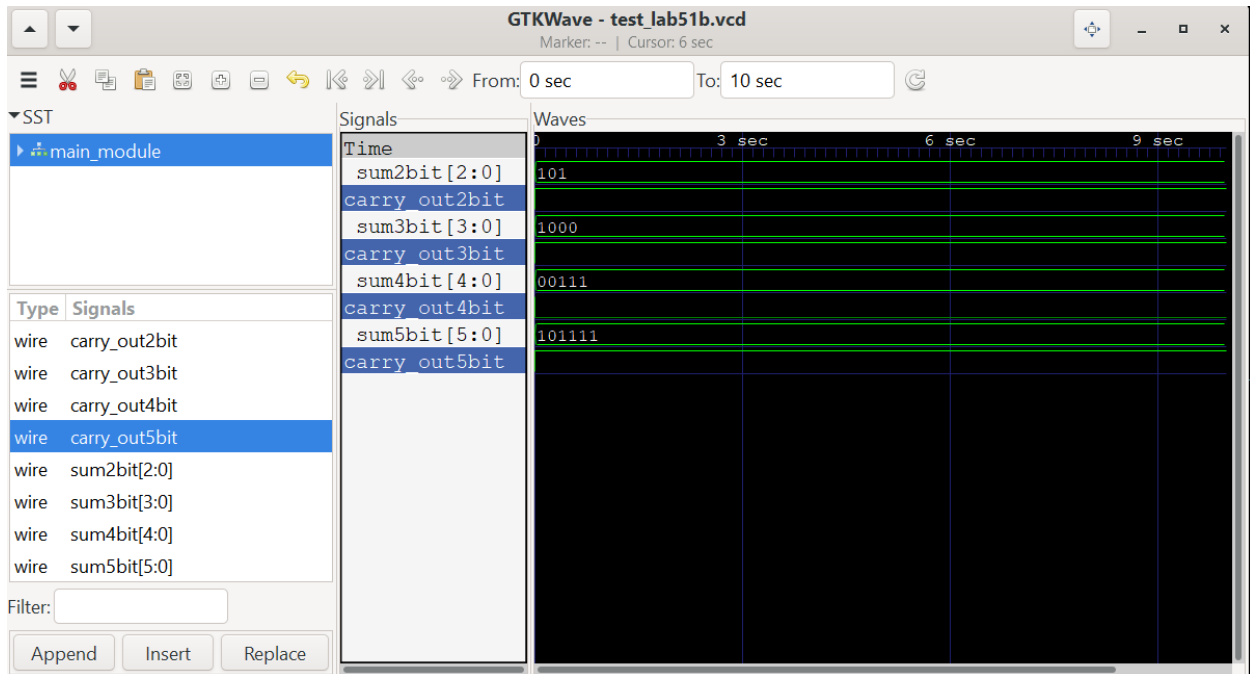 GTKWave - test_lab51b.vcd
Marker: -- | Cursor: 6 sec
From: 0 sec To: 10 sec
SST
main_module
Type Signals
wire carry_out2bit
wire carry_out3bit
wire carry_out4bit
wire carry_out5bit
wire sum2bit[2:0]
wire sum3bit[3:0]
wire sum4bit[4:0]
wire sum5bit[5:0]
Filter:
Append Insert Replace
Signals
Time
sum2bit[2:0]
carry_out2bit
sum3bit[3:0]
carry_out3bit
sum4bit[4:0]
carry_out4bit
sum5bit[5:0]
carry_out5bit
Waves
0 3 sec 6 sec 9 sec
101
1000
00111
101111